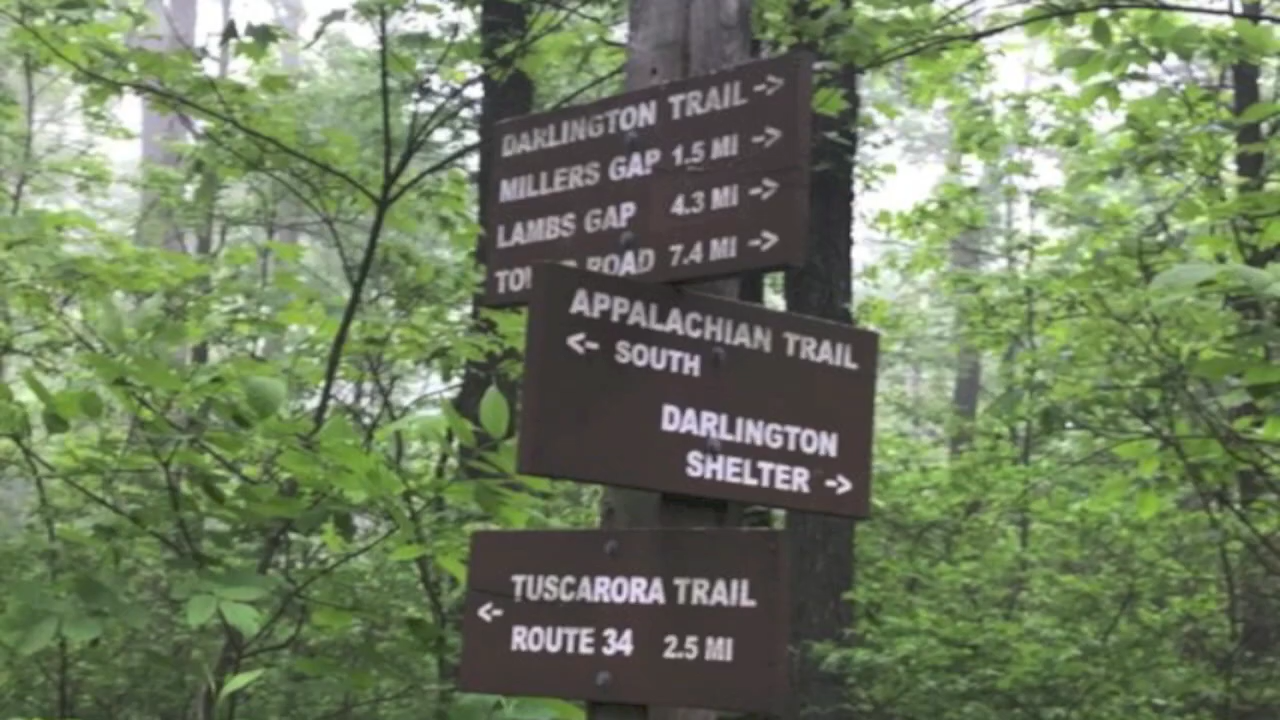 DARLINGTON TRAIL ->
MILLERS GAP 1.5 MI ->
LAMBS GAP 4.3 MI ->
ROAD 7.4 MI ->
APPALACHIAN TRAIL
<- SOUTH
DARLINGTON
SHELTER ->
TUSCARORA TRAIL
<-
ROUTE 34 2.5 MI